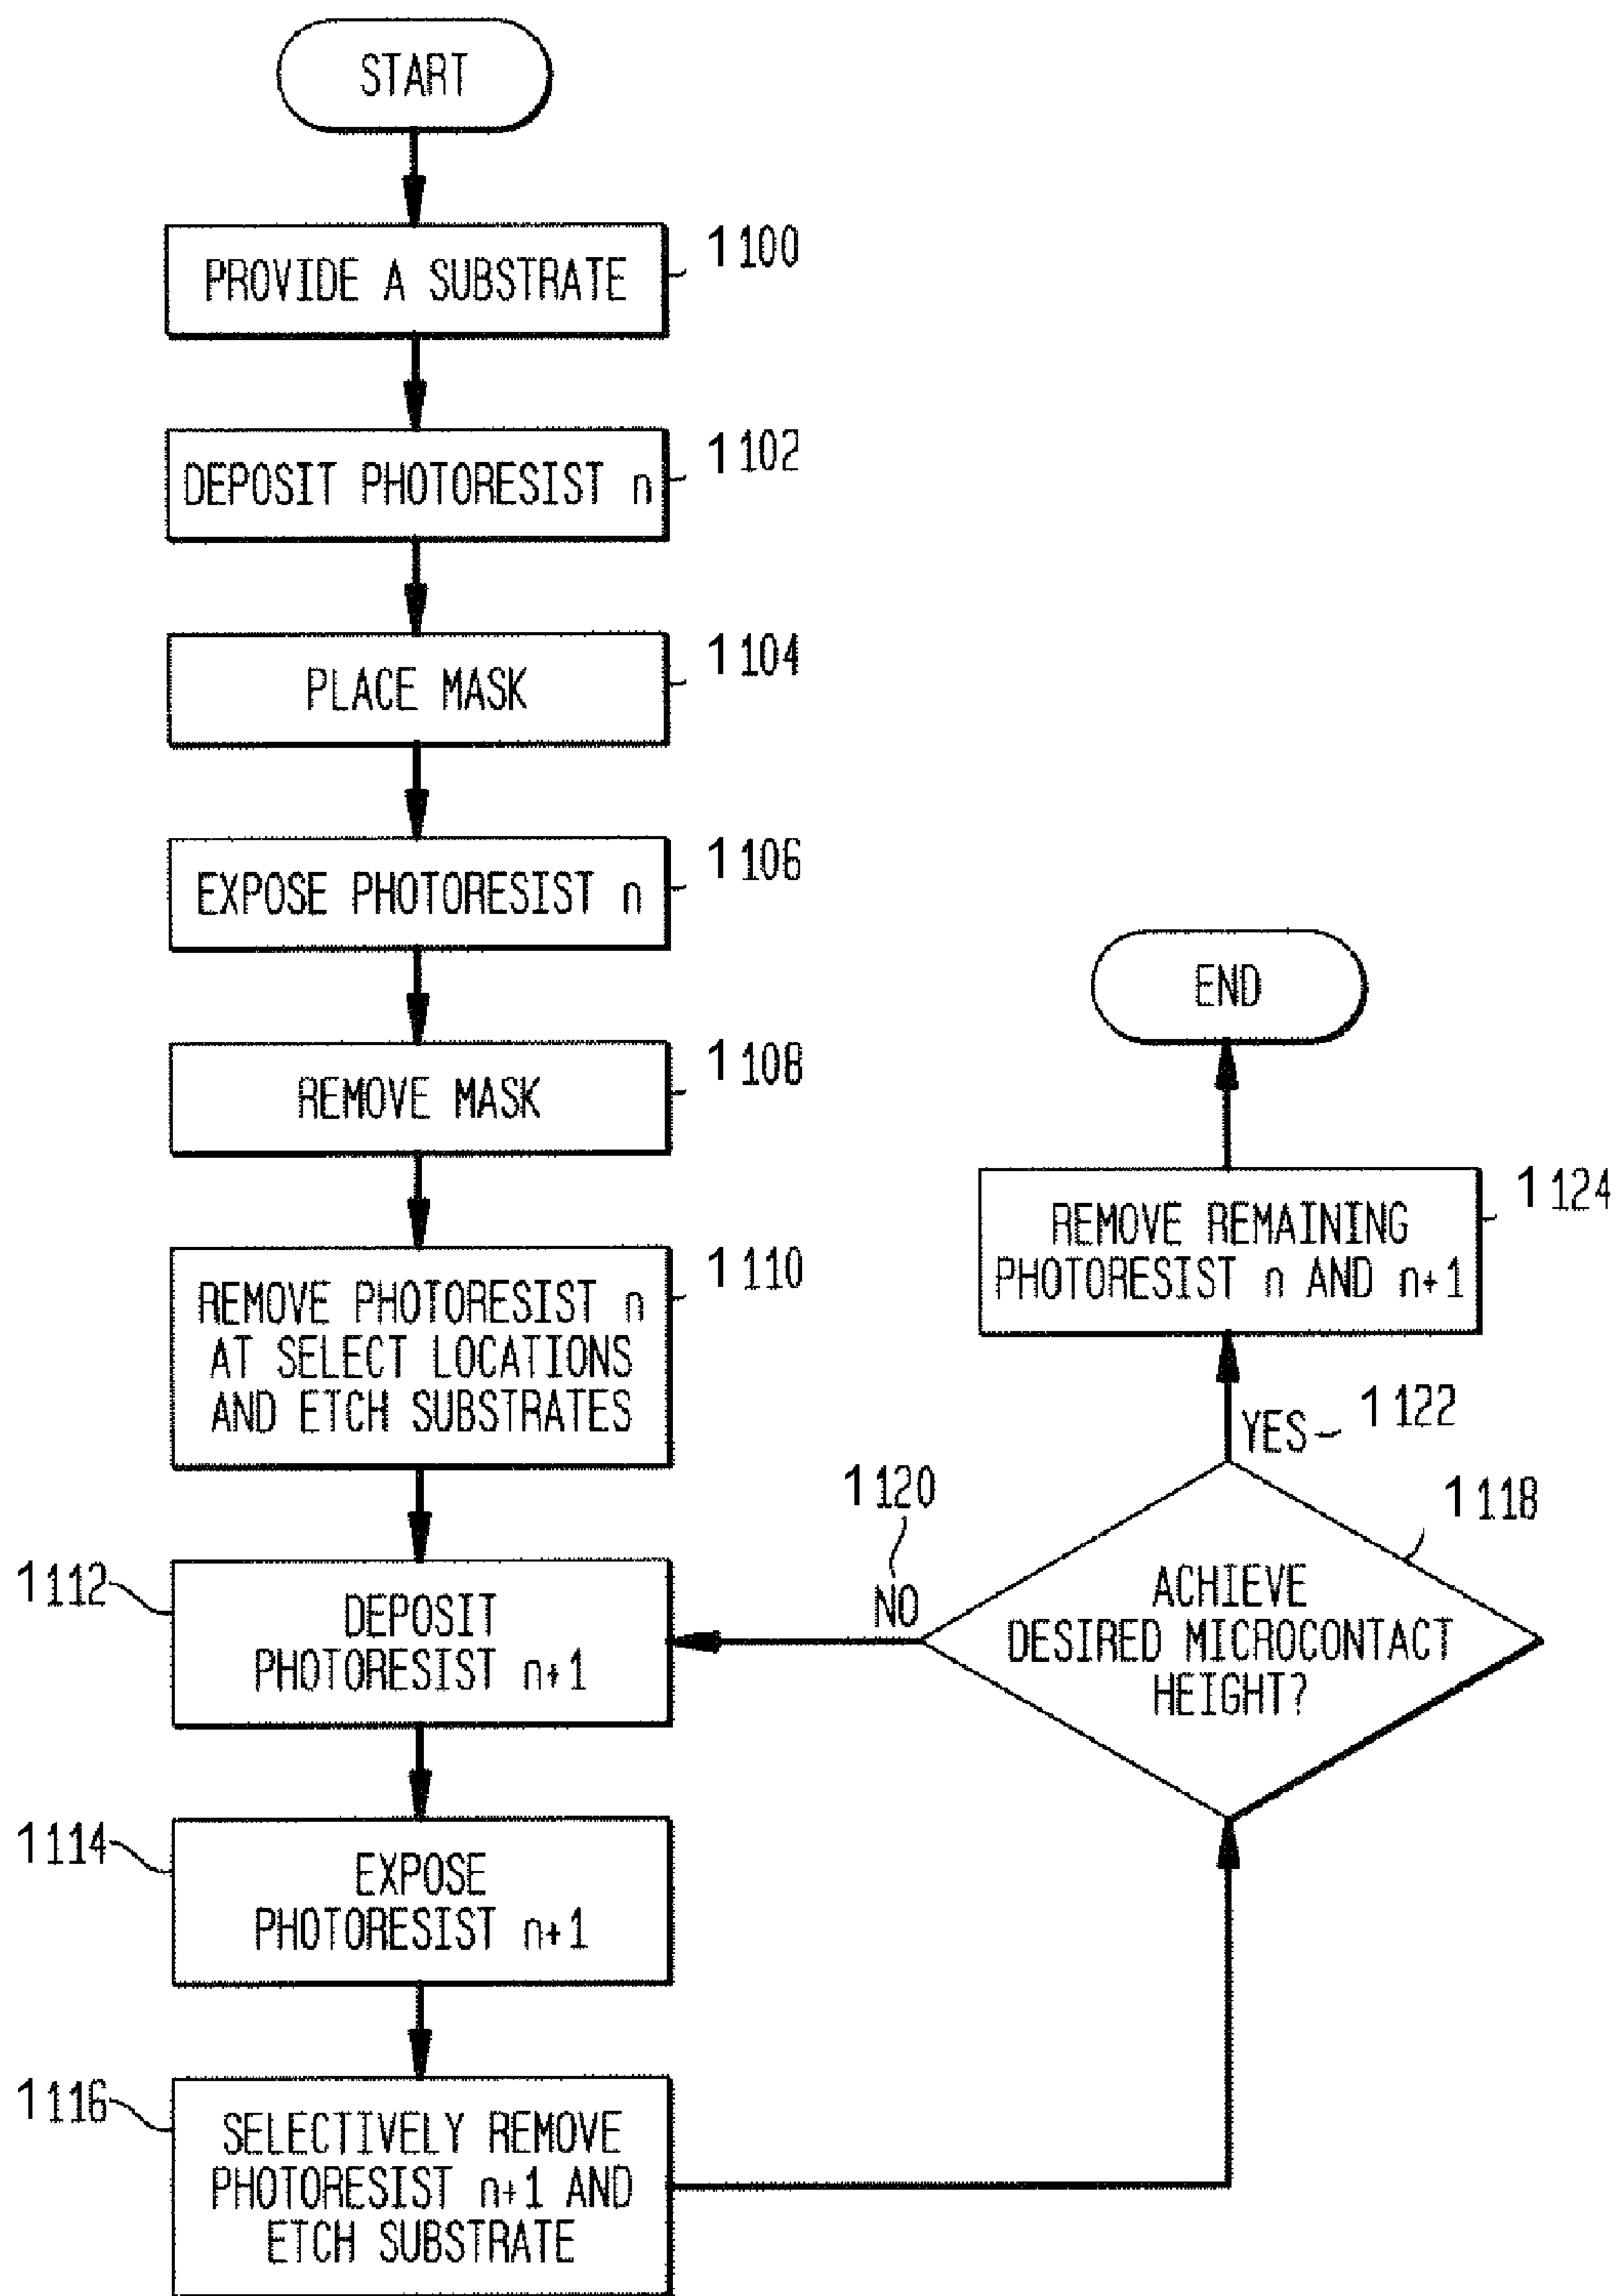 START
PROVIDE A SUBSTRATE
1100
DEPOSIT PHOTORESIST n
1102
PLACE MASK
1104
EXPOSE PHOTORESIST n
1106
REMOVE MASK
1108
REMOVE PHOTORESIST n
AT SELECT LOCATIONS
AND ETCH SUBSTRATES
1110
1112
DEPOSIT
PHOTORESIST n+1
1114
EXPOSE
PHOTORESIST n+1
1116
SELECTIVELY REMOVE
PHOTORESIST n+1 AND
ETCH SUBSTRATE
ACHIEVE
DESIRED MICROCONTACT
HEIGHT?
1118
1120
NO
YES
1122
REMOVE REMAINING
PHOTORESIST n AND n+1
1124
END